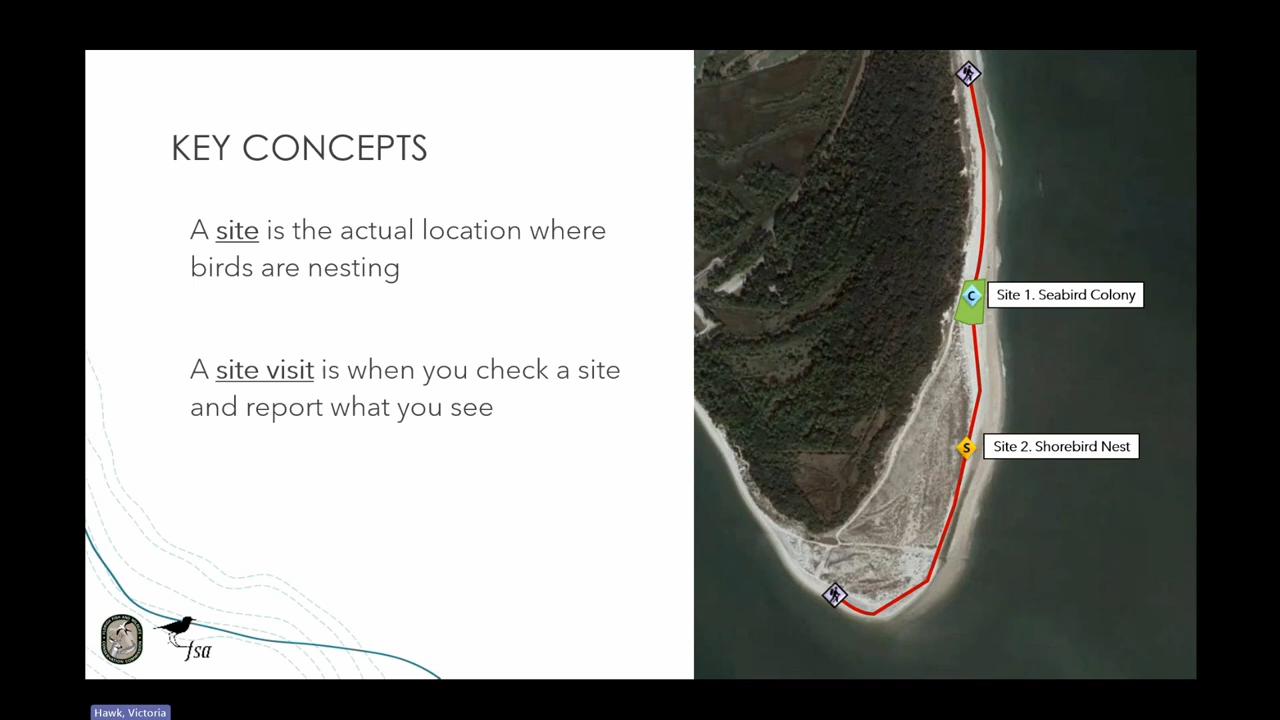 KEY CONCEPTS
A site is the actual location where
birds are nesting
A site visit is when you check a site
and report what you see
C
Site 1. Seabird Colony
S
Site 2. Shorebird Nest
fsa
Hawk, Victoria